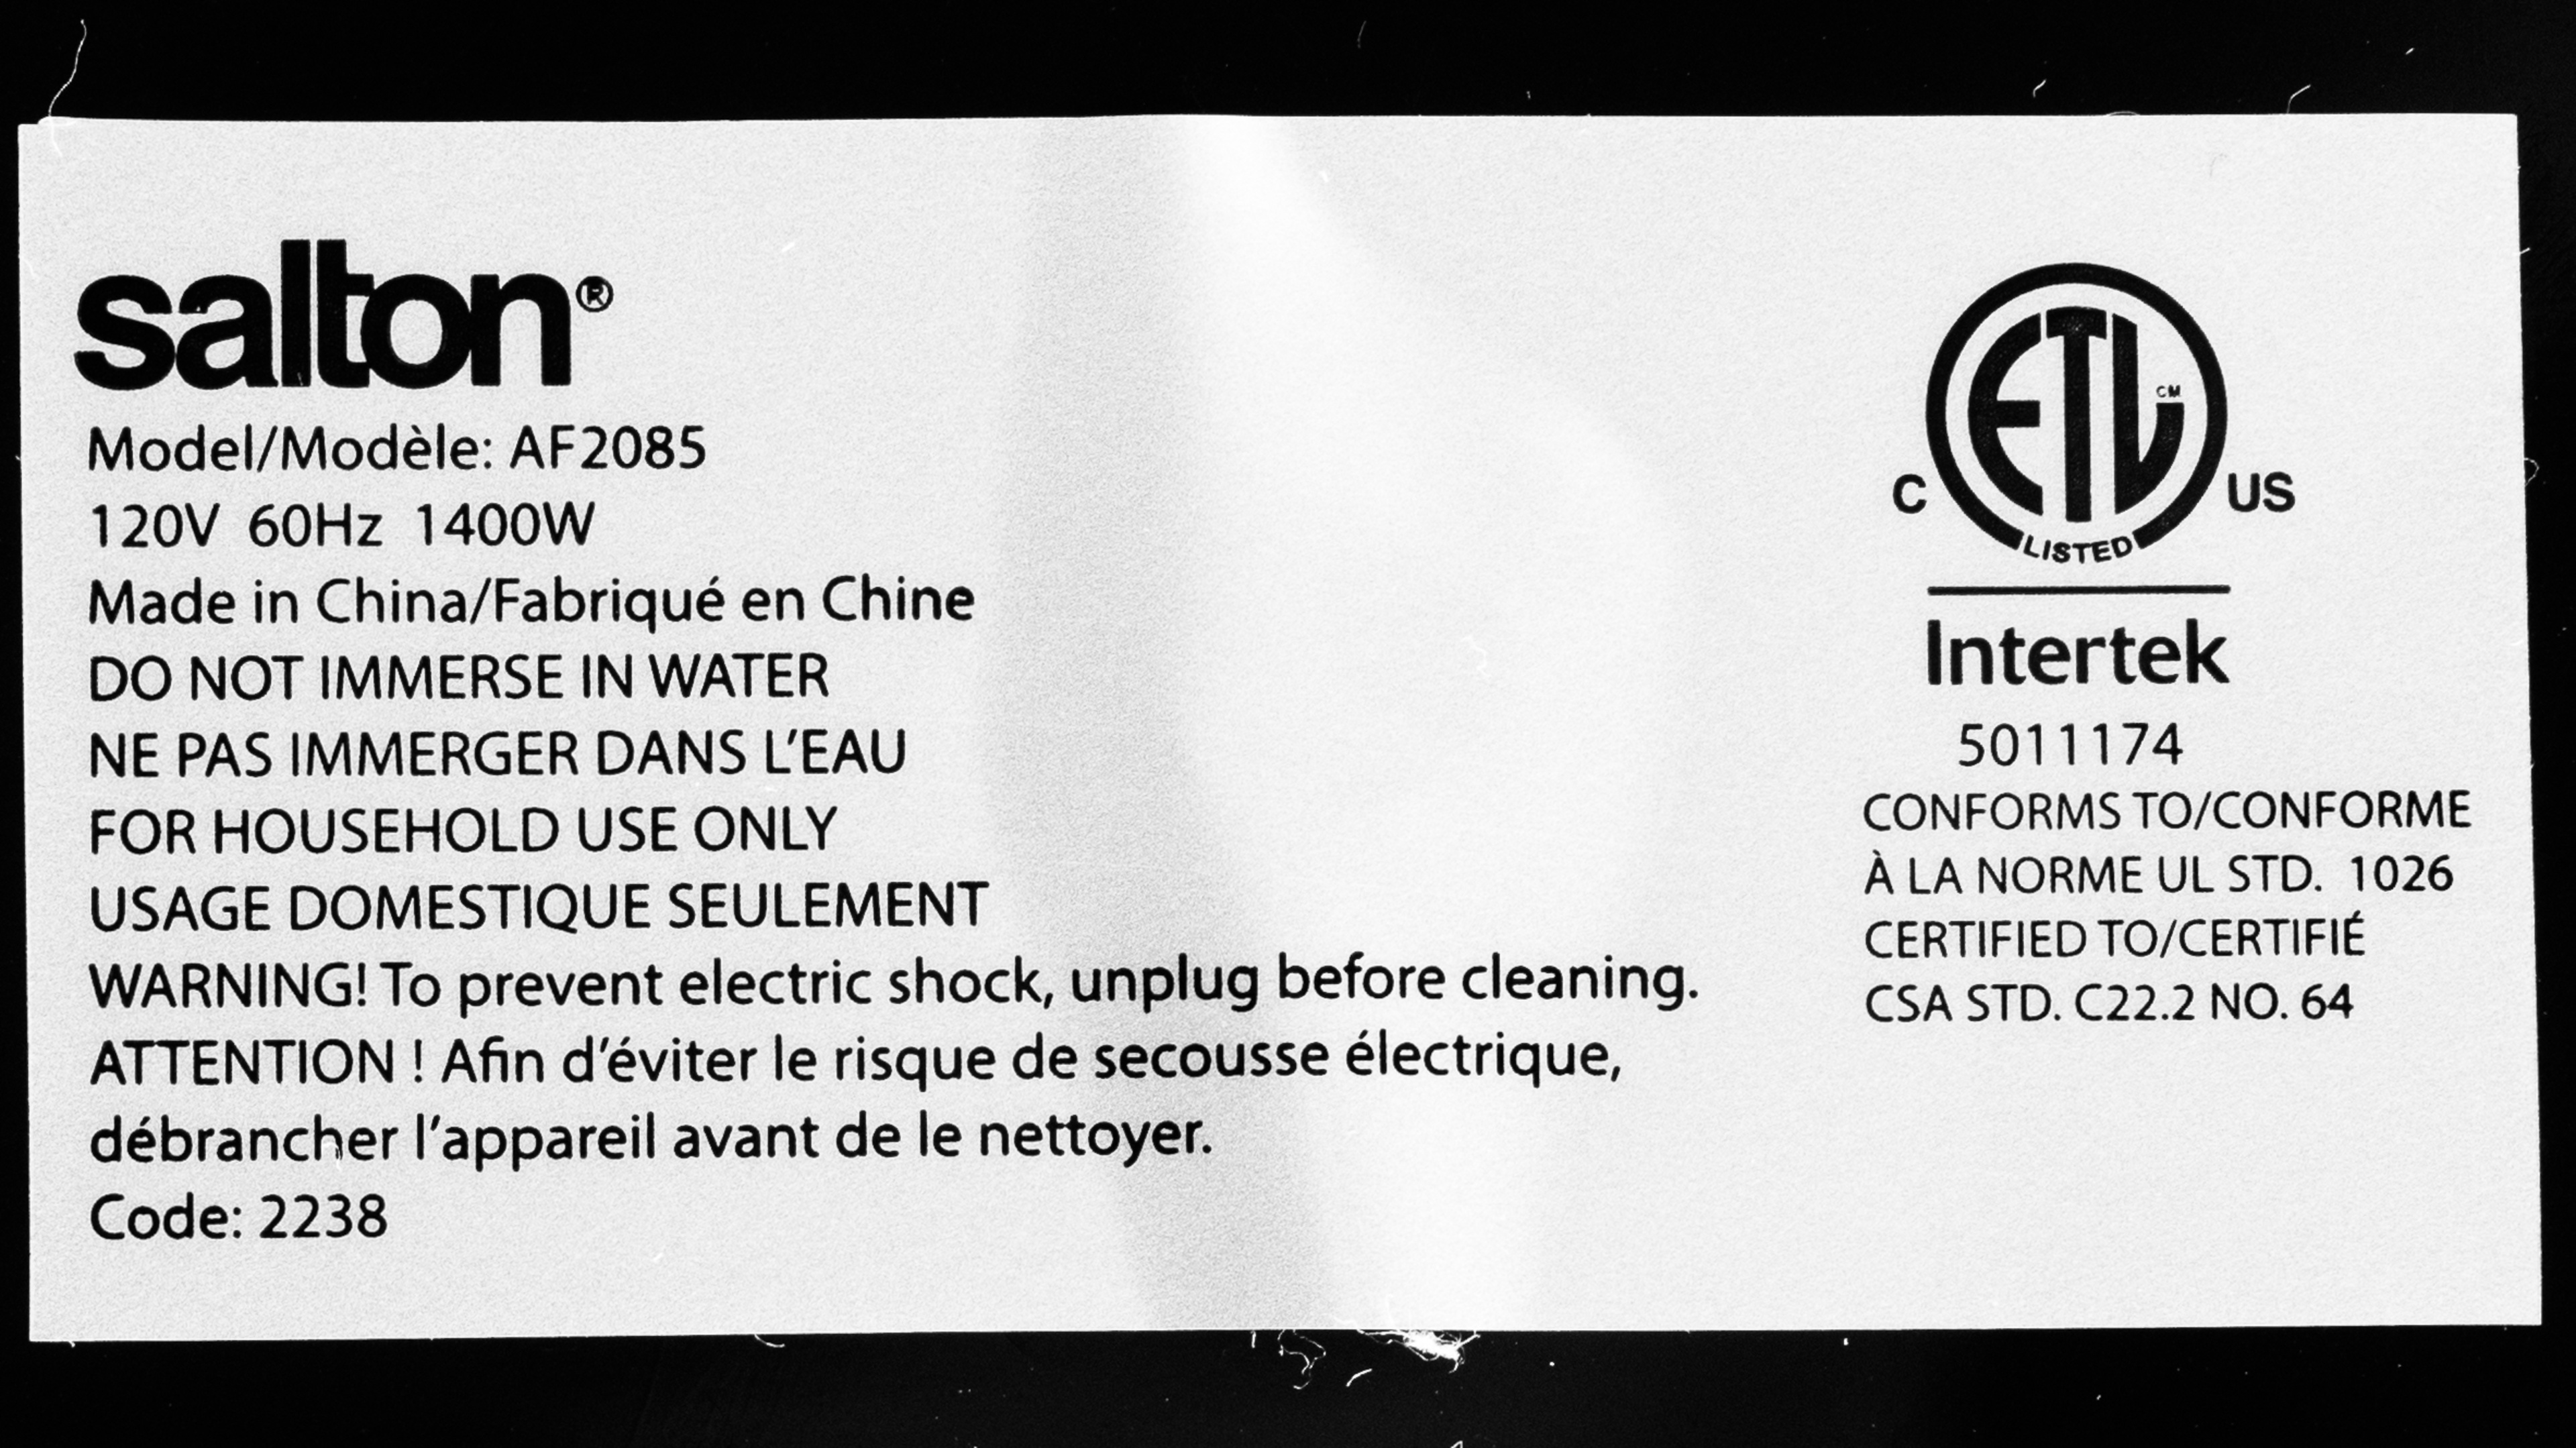 salton®
Model/Modèle: AF2085
120V 60Hz 1400W
Made in China/Fabriqué en Chine
DO NOT IMMERSE IN WATER
NE PAS IMMERGER DANS L'EAU
FOR HOUSEHOLD USE ONLY
USAGE DOMESTIQUE SEULEMENT
WARNING! To prevent electric shock, unplug before cleaning.
ATTENTION ! Afin d'éviter le risque de secousse électrique,
débrancher l'appareil avant de le nettoyer.
Code: 2238
ETL CM
C US
LISTED
Intertek
5011174
CONFORMS TO/CONFORME
À LA NORME UL STD. 1026
CERTIFIED TO/CERTIFIÉ
CSA STD. C22.2 NO. 64